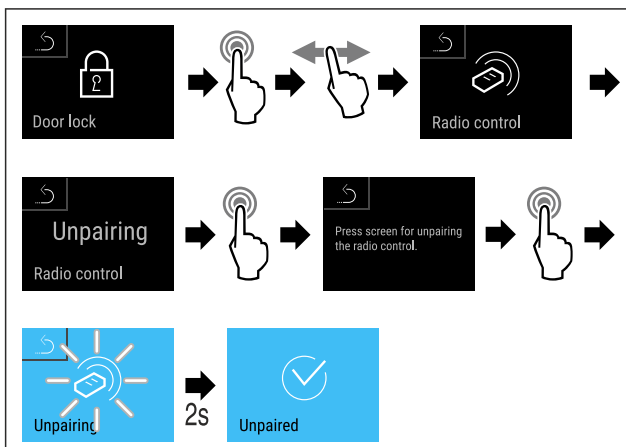 Door lock
Radio control
Unpairing
Radio control
Press screen for unpairing
the radio control.
Unpairing
2s
Unpaired